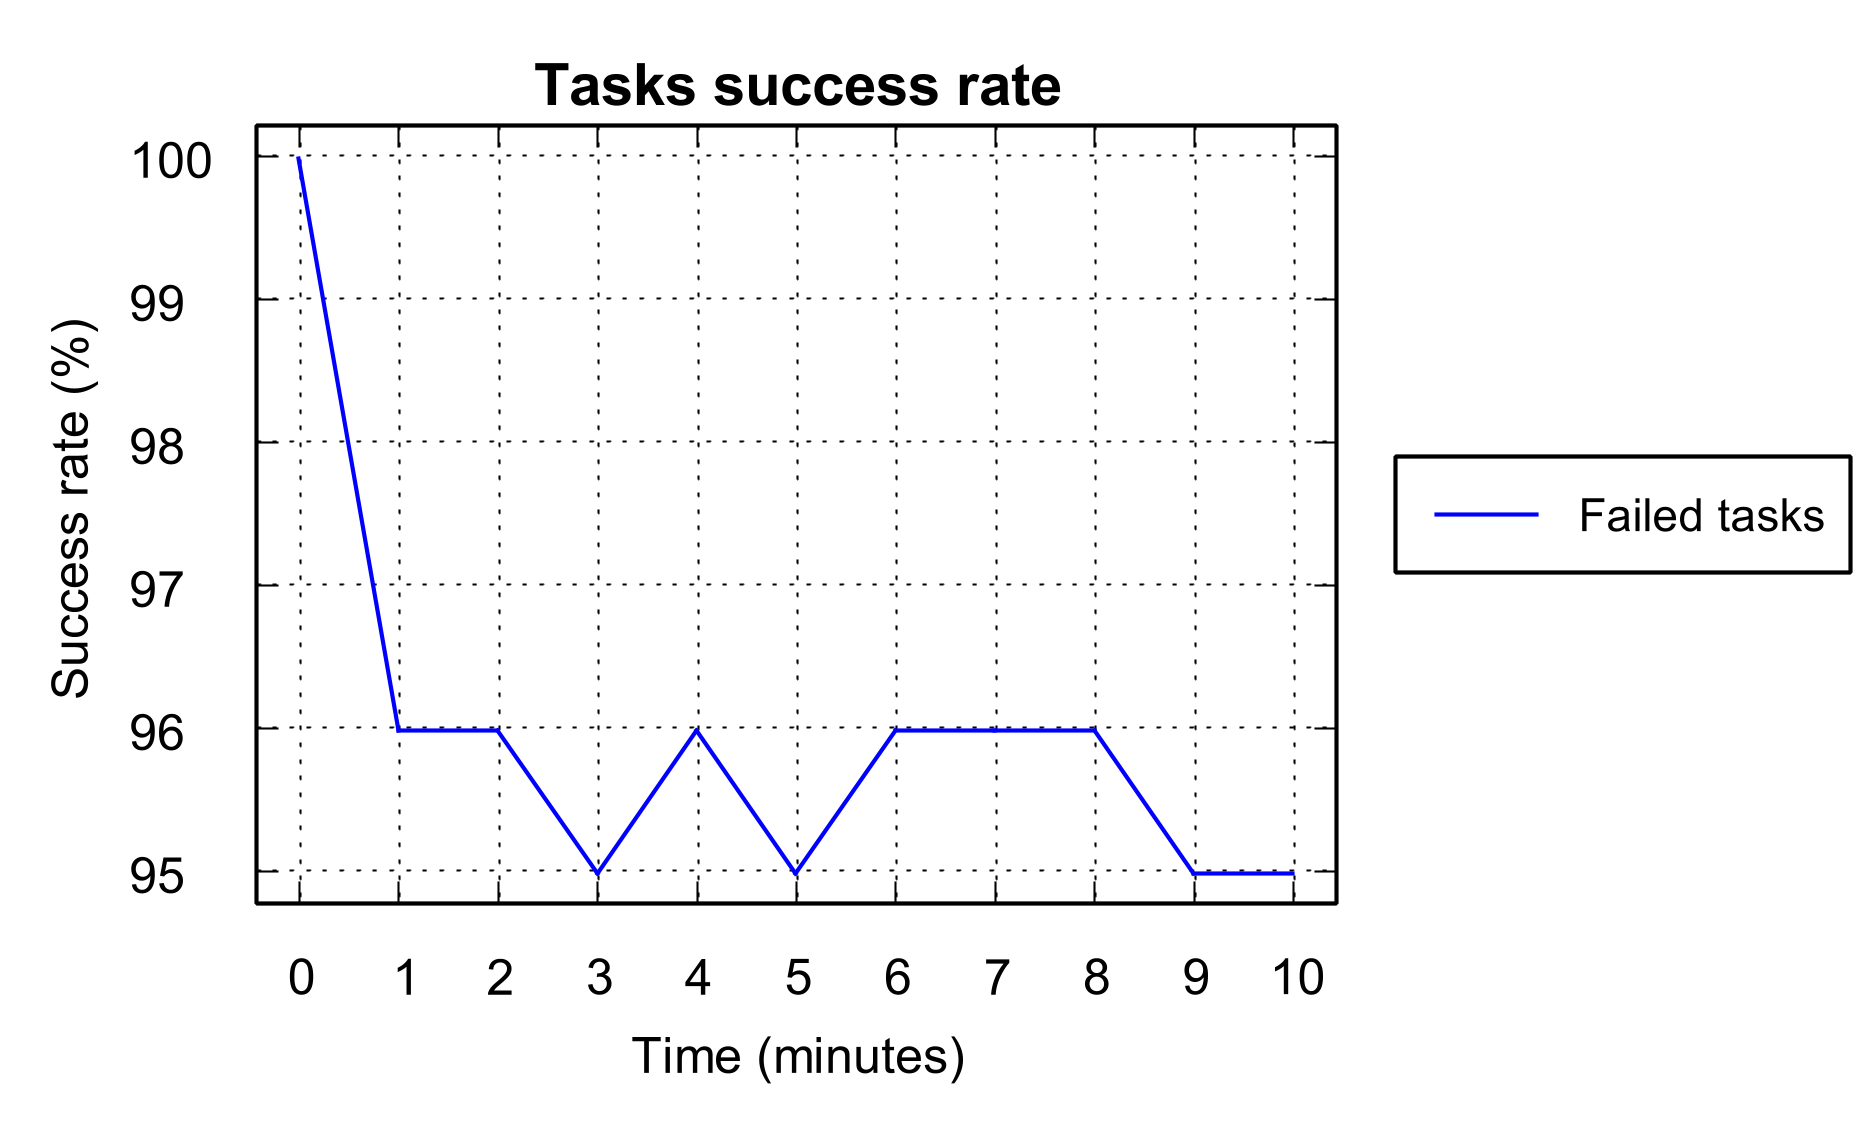 Tasks success rate
100
99
98
97
96
95
Success rate (%)
0 1 2 3 4 5 6 7 8 9 10
Time (minutes)
Failed tasks